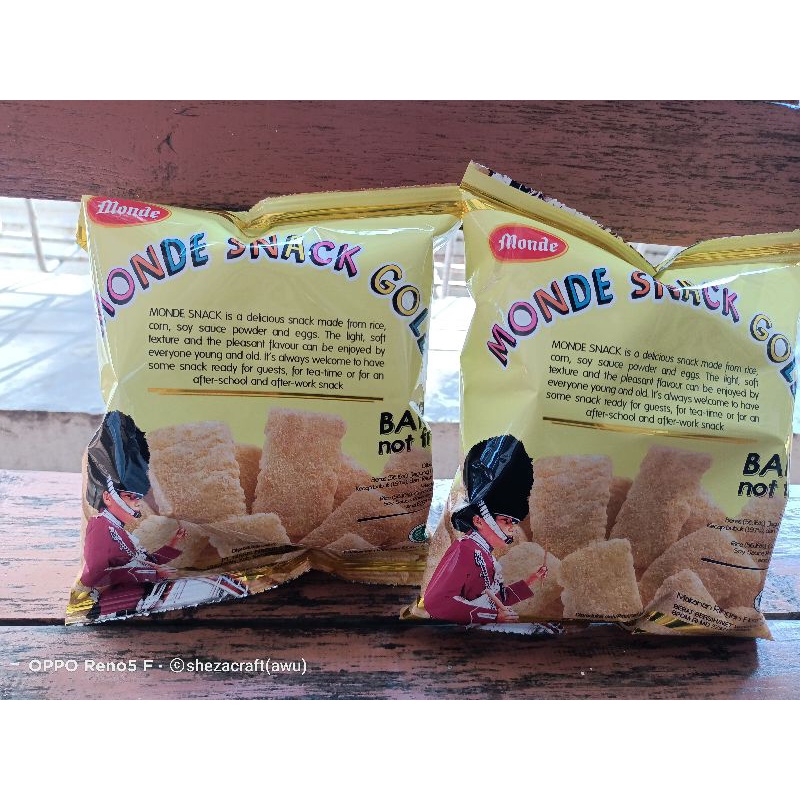 Monde
MONDE SNACK GOL
MONDE SNACK is a delicious snack made from rice,
corn, soy sauce powder and eggs. The light, soft
texture and the pleasant flavour can be enjoyed by
everyone young and old. It's always welcome to have
some snack ready for guests, for tea-time or for an
after-school and after-work snack
BA
not
Monde
MONDE SNACK GOL
MONDE SNACK is a delicious snack made from rice,
corn, soy sauce powder and eggs. The light, soft
texture and the pleasant flavour can be enjoyed by
everyone young and old. It's always welcome to have
some snack ready for guests, for tea-time or for an
after-school and after-work snack
BA
not
Makanan Ringan
OPPO Reno5 F · ©shezacraft(awu)